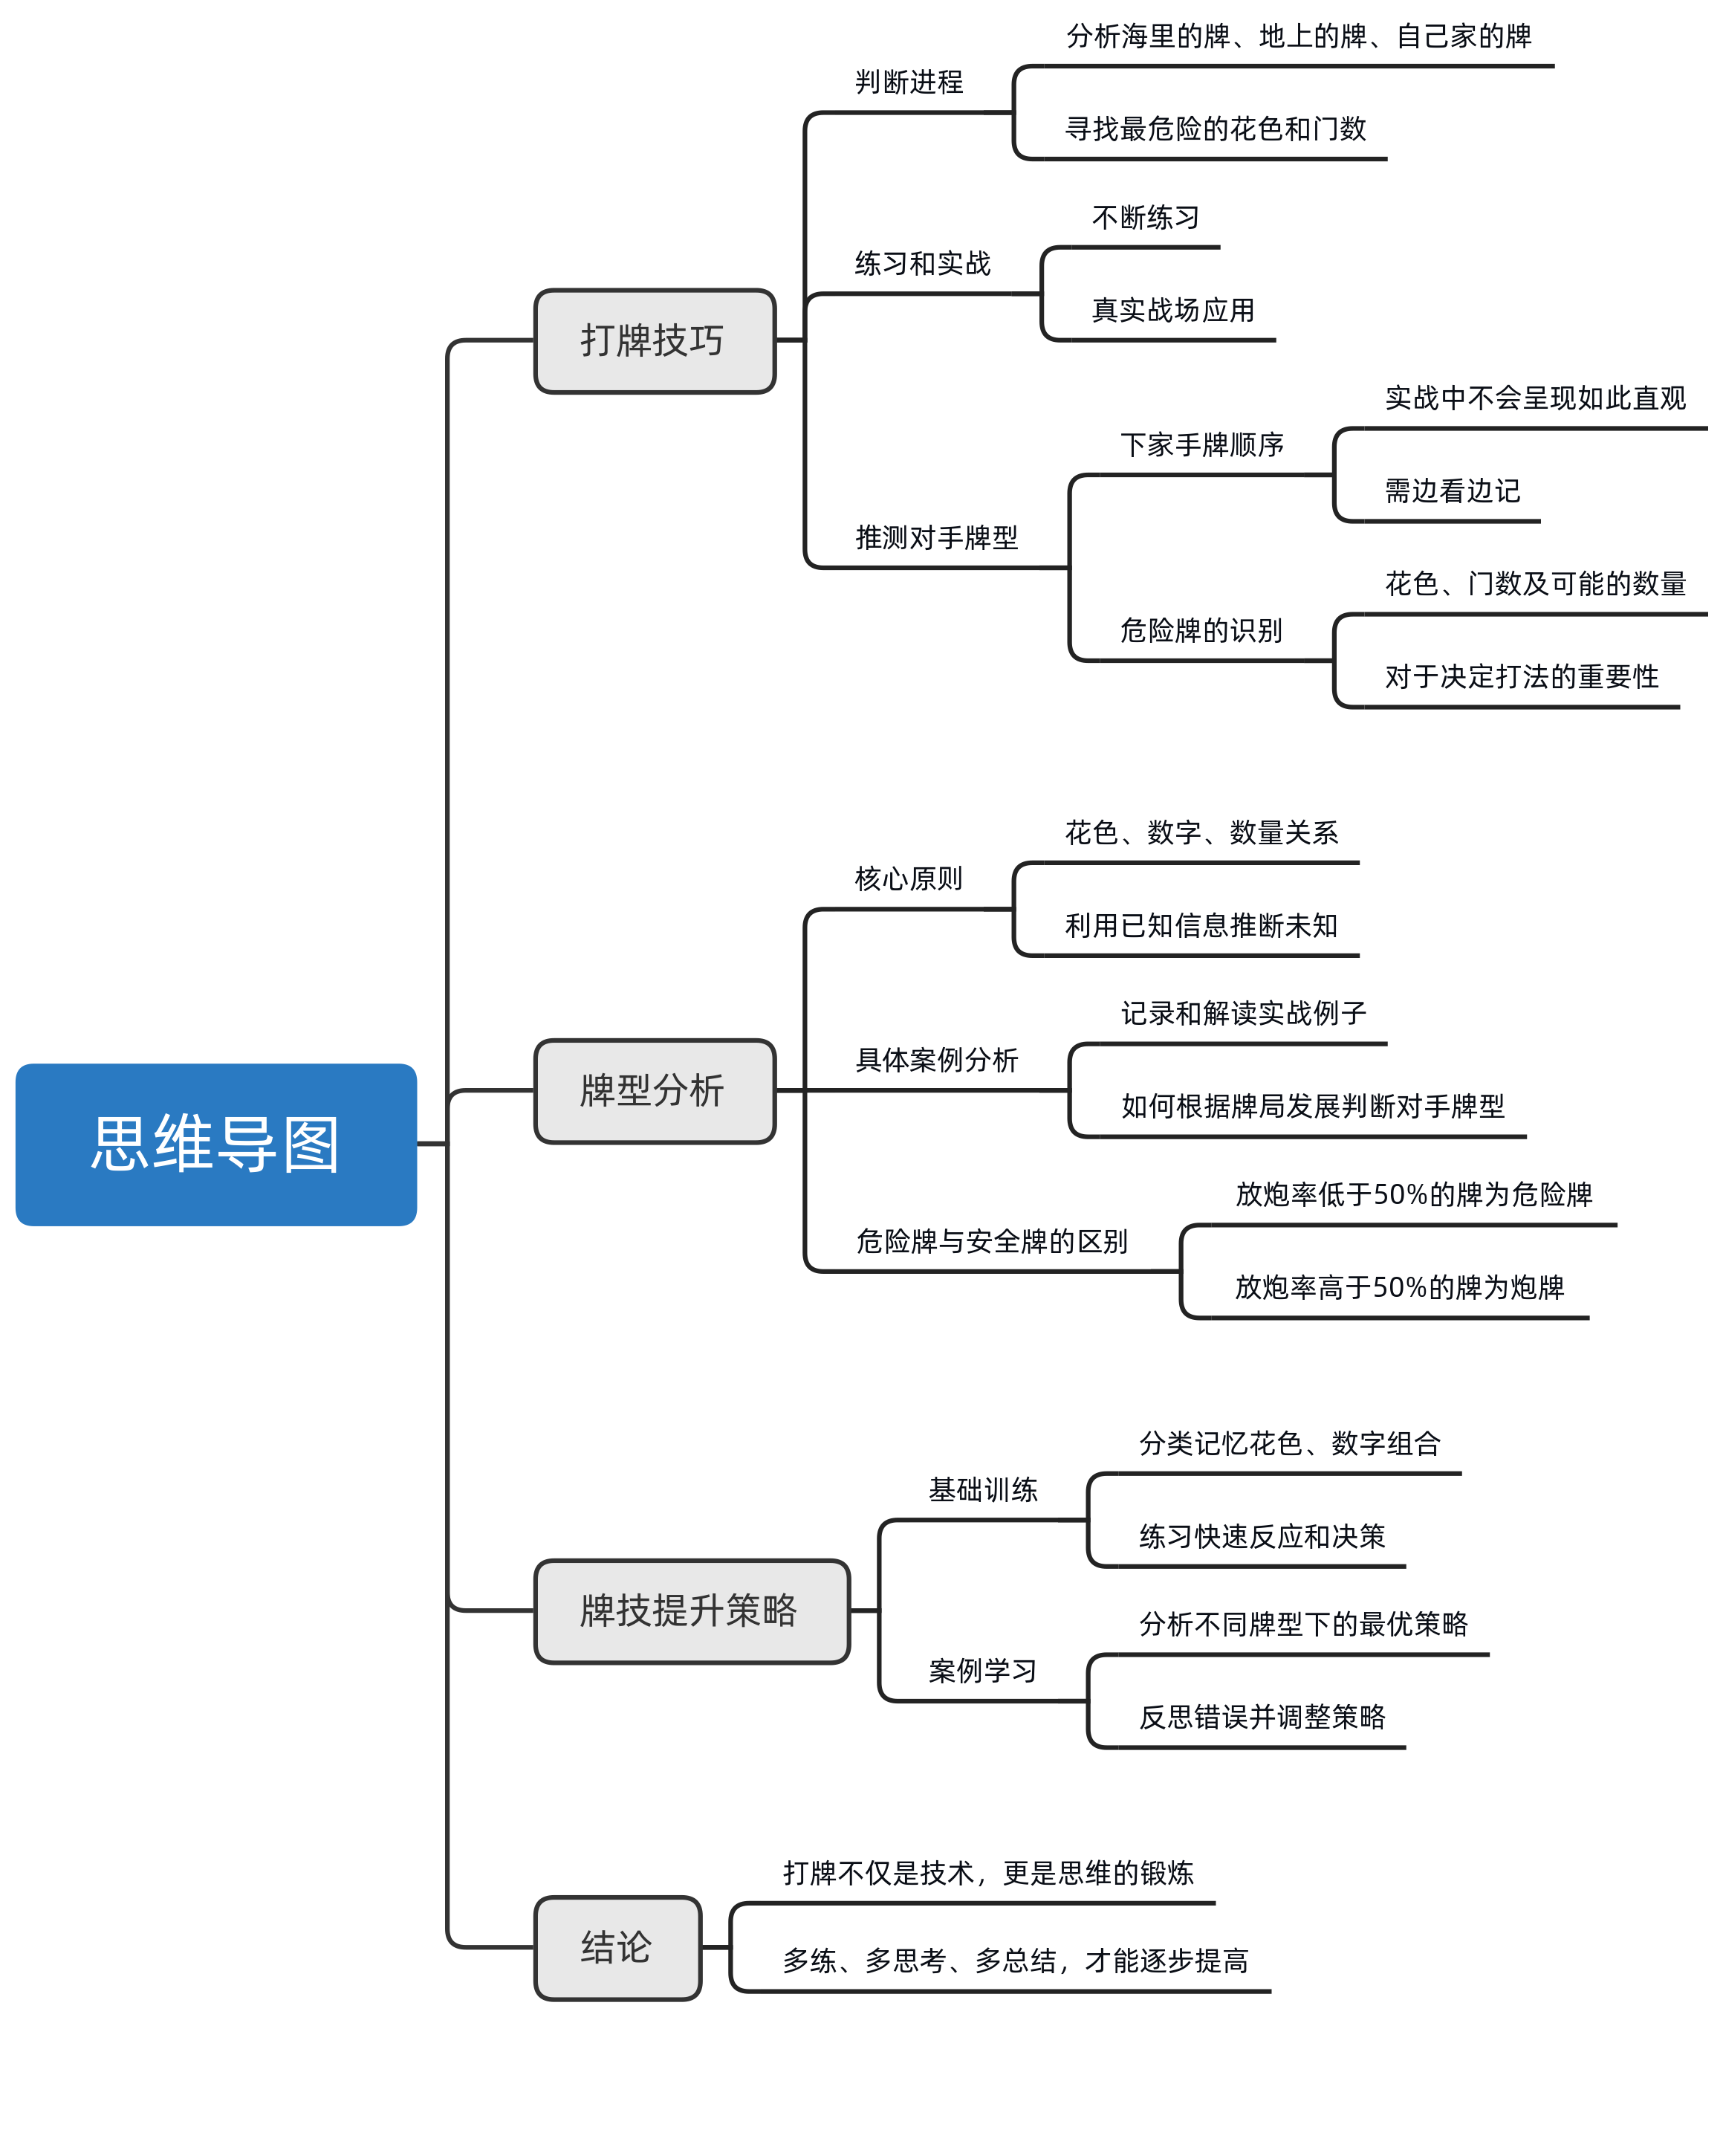 思维导图
打牌技巧
判断进程
分析海里的牌、地上的牌、自己家的牌
寻找最危险的花色和门数
练习和实战
不断练习
真实战场应用
推测对手牌型
下家手牌顺序
实战中不会呈现如此直观
需边看边记
危险牌的识别
花色、门数及可能的数量
对于决定打法的重要性
牌型分析
核心原则
花色、数字、数量关系
利用已知信息推断未知
具体案例分析
记录和解读实战例子
如何根据牌局发展判断对手牌型
危险牌与安全牌的区别
放炮率低于50%的牌为危险牌
放炮率高于50%的牌为炮牌
牌技提升策略
基础训练
分类记忆花色、数字组合
练习快速反应和决策
案例学习
分析不同牌型下的最优策略
反思错误并调整策略
结论
打牌不仅是技术，更是思维的锻炼
多练、多思考、多总结，才能逐步提高